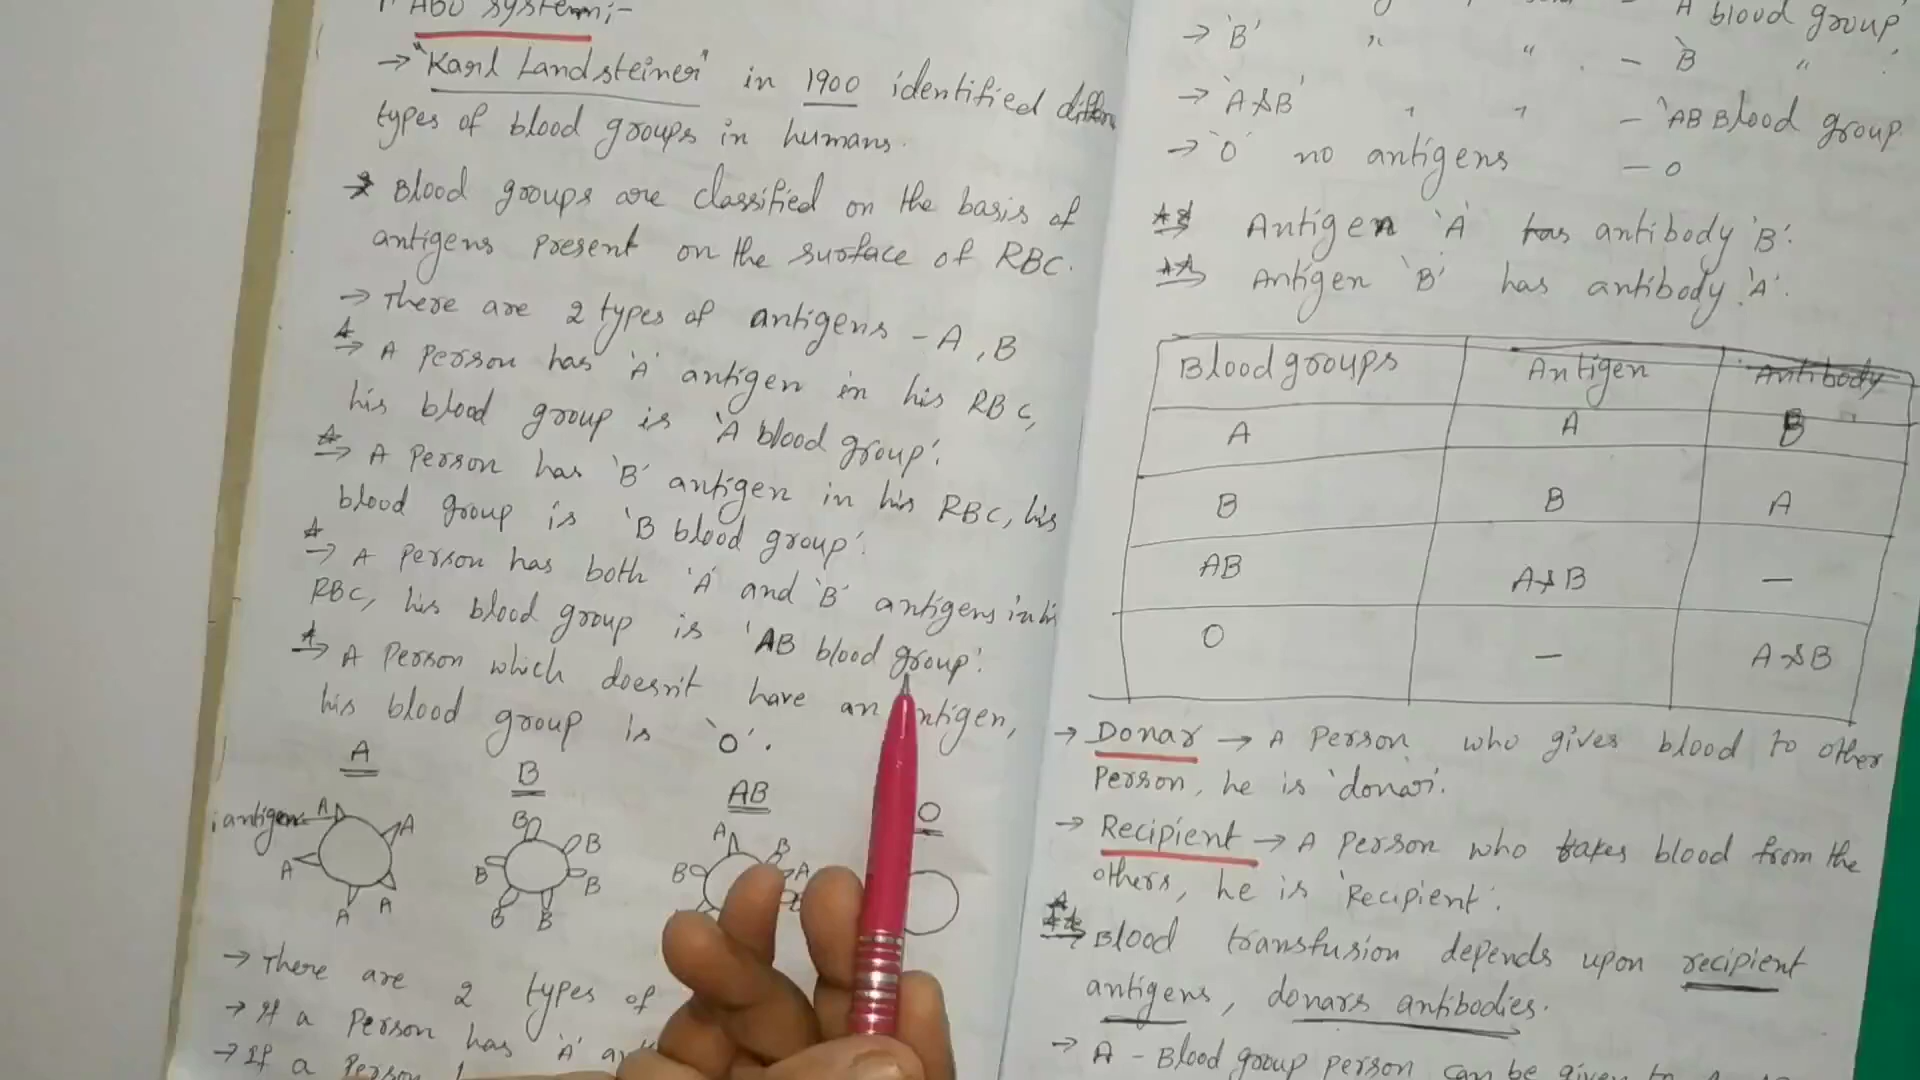 1 ABO system:-
→ "Karl Landsteiner" in 1900 identified differen
types of blood groups in humans.
→ Blood groups are classified on the basis of
antigens present on the surface of RBC.
→ There are 2 types of antigens - A, B
→ A person has 'A' antigen in his RBC,
his blood group is 'A blood group'.
→ A person has 'B' antigen in his RBC, his
blood group is 'B blood group'.
→ A person has both 'A' and 'B' antigens in hi
RBC, his blood group is 'AB blood group'.
→ A person which doesn't have an antigen,
his blood group is 'O'.
A B AB O
antigen A A A A A A
B B B B B B
A B B A B
→ There are 2 types of
→ If a person has 'A' an
→ If a person
A blood group
→ 'B' " " - B "
→ 'A&B' " " - 'AB Blood group
→ 'O' no antigens - O
→ Antigen 'A' has antibody 'B'.
→ Antigen 'B' has antibody 'A'.
Blood groups Antigen Antibody
A A B
B B A
AB A&B -
O - A&B
→ Donar → A person who gives blood to other
person, he is 'donar'.
→ Recipient → A person who takes blood from the
others, he is 'Recipient'.
→ Blood transfusion depends upon recipient
antigens, donars antibodies.
→ A - Blood group person can be given to A